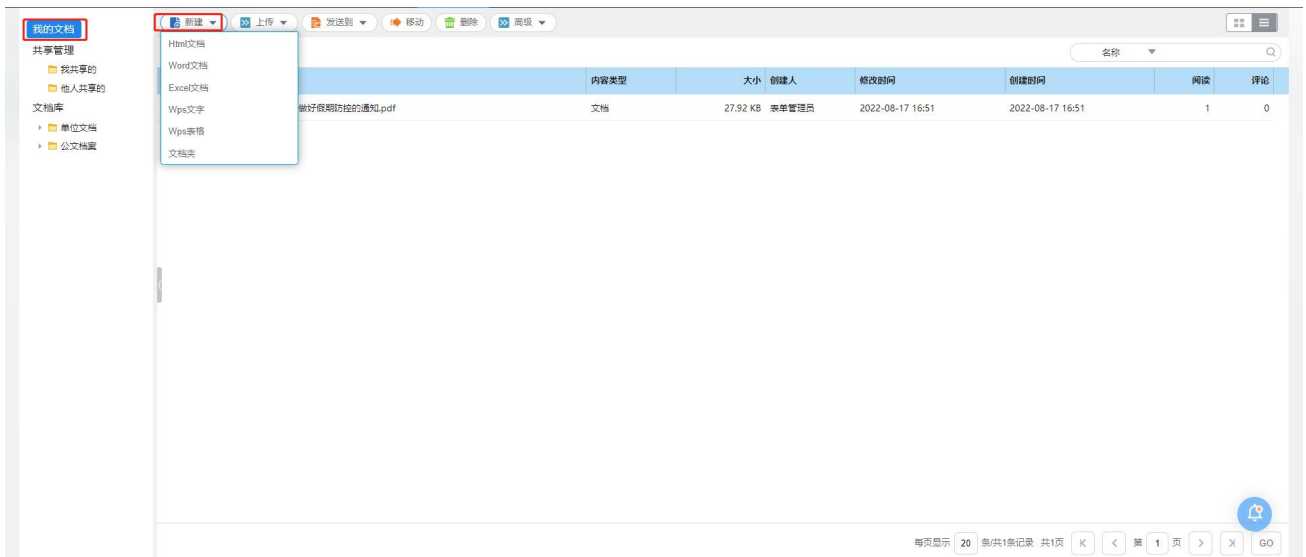 我的文档
共享管理
我共享的
他人共享的
文档库
单位文档
公文档案
新建 上传 发送到 移动 删除 高级
Html文档
Word文档
Excel文档
Wps文字
Wps表格
文档夹
名称
内容类型 大小 创建人 修改时间 创建时间 阅读 评论
做好假期防控的通知.pdf 文档 27.92 KB 表单管理员 2022-08-17 16:51 2022-08-17 16:51 1 0
每页显示 20 条/共1条记录 共1页 第 1 页 GO